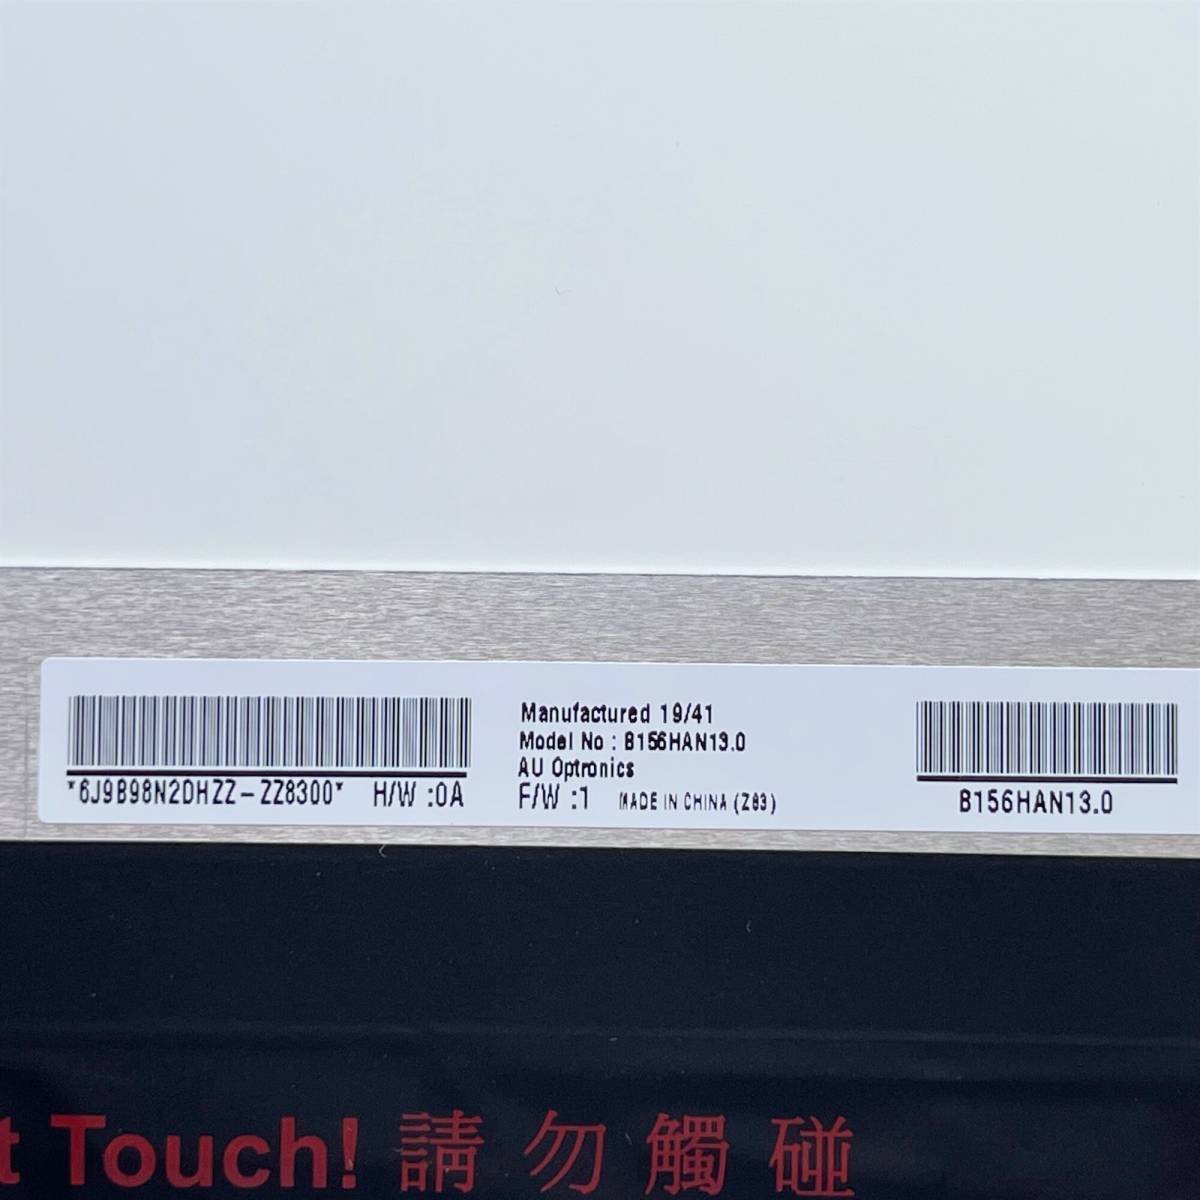 Manufactured 19/41
Model No : B156HAN13.0
AU Optronics
*6J9B98N2DHZZ-ZZ8300* H/W :0A F/W :1 MADE IN CHINA (Z83) B156HAN13.0
t Touch! 請勿觸碰